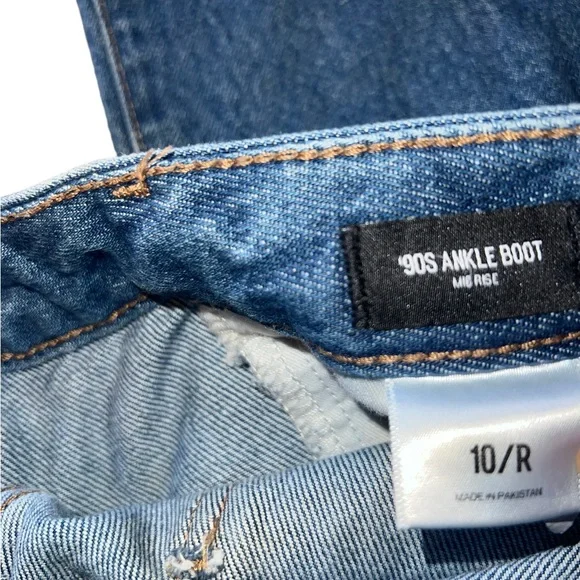 '90S ANKLE BOOT
MID RISE
10/R
MADE IN PAKISTAN